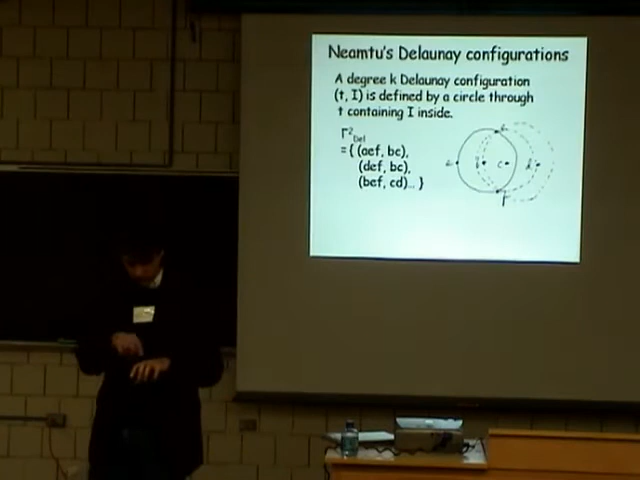 Neamtu's Delaunay configurations
A degree k Delaunay configuration
(t, I) is defined by a circle through
t containing I inside.
Γ²Del
= { (aef, bc),
(def, bc),
(bef, cd)... }
a
b
c
d
e
f